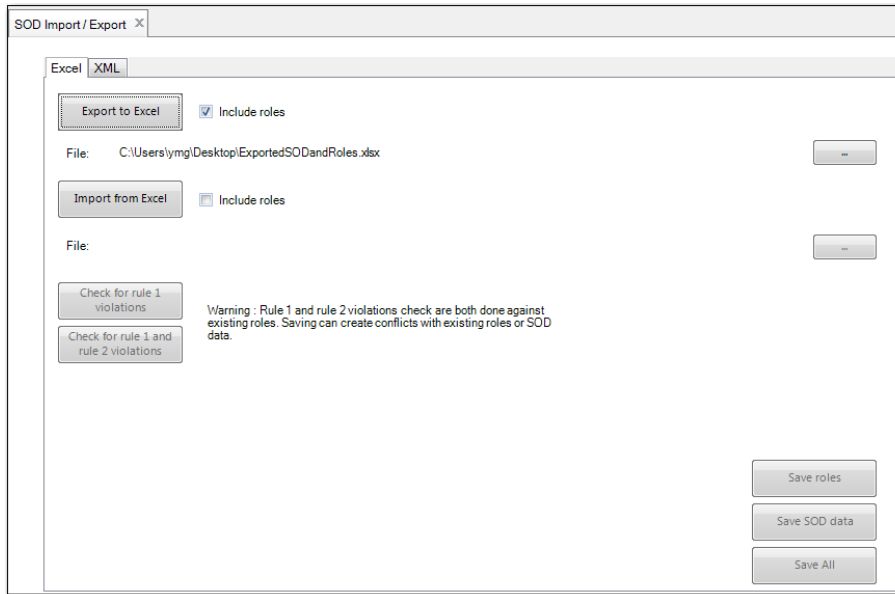 SOD Import / Export X
Excel XML
Export to Excel Include roles
File: C:\Users\ymg\Desktop\ExportedSODandRoles.xlsx ...
Import from Excel Include roles
File: ...
Check for rule 1
violations
Check for rule 1 and
rule 2 violations
Warning : Rule 1 and rule 2 violations check are both done against
existing roles. Saving can create conflicts with existing roles or SOD
data.
Save roles
Save SOD data
Save All